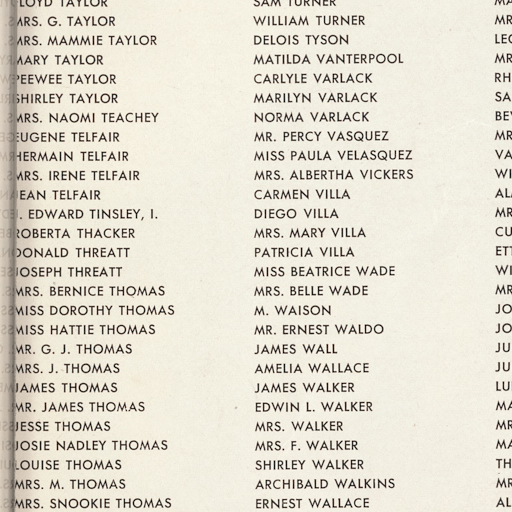 LLOYD TAYLOR
MRS. G. TAYLOR
MRS. MAMMIE TAYLOR
MARY TAYLOR
PEEWEE TAYLOR
SHIRLEY TAYLOR
MRS. NAOMI TEACHEY
EUGENE TELFAIR
HERMAIN TELFAIR
MRS. IRENE TELFAIR
JEAN TELFAIR
J. EDWARD TINSLEY, I.
ROBERTA THACKER
DONALD THREATT
JOSEPH THREATT
MRS. BERNICE THOMAS
MISS DOROTHY THOMAS
MISS HATTIE THOMAS
MR. G. J. THOMAS
MRS. J. THOMAS
JAMES THOMAS
MR. JAMES THOMAS
JESSE THOMAS
JOSIE NADLEY THOMAS
LOUISE THOMAS
MRS. M. THOMAS
MRS. SNOOKIE THOMAS
SAM TURNER
WILLIAM TURNER
DELOIS TYSON
MATILDA VANTERPOOL
CARLYLE VARLACK
MARILYN VARLACK
NORMA VARLACK
MR. PERCY VASQUEZ
MISS PAULA VELASQUEZ
MRS. ALBERTHA VICKERS
CARMEN VILLA
DIEGO VILLA
MRS. MARY VILLA
PATRICIA VILLA
MISS BEATRICE WADE
MRS. BELLE WADE
M. WAISON
MR. ERNEST WALDO
JAMES WALL
AMELIA WALLACE
JAMES WALKER
EDWIN L. WALKER
MRS. WALKER
MRS. F. WALKER
SHIRLEY WALKER
ARCHIBALD WALKINS
ERNEST WALLACE